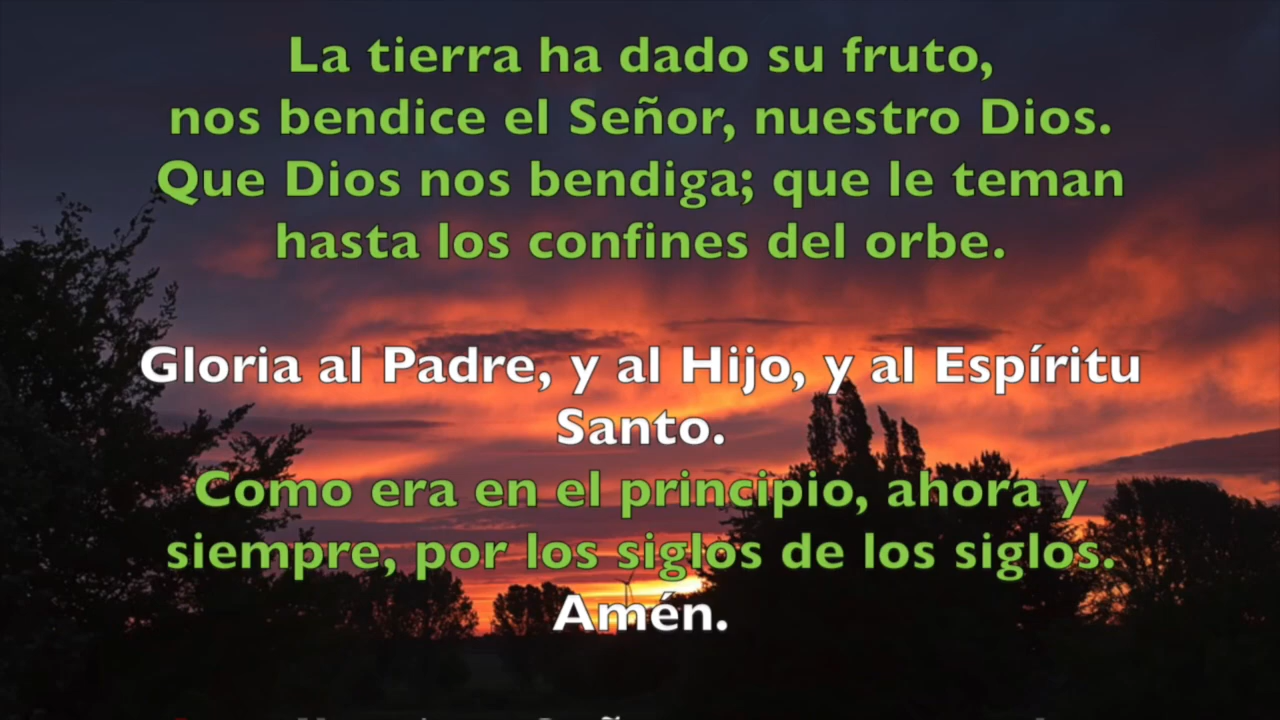 La tierra ha dado su fruto,
nos bendice el Señor, nuestro Dios.
Que Dios nos bendiga; que le teman
hasta los confines del orbe.
Gloria al Padre, y al Hijo, y al Espíritu
Santo.
Como era en el principio, ahora y
siempre, por los siglos de los siglos.
Amén.